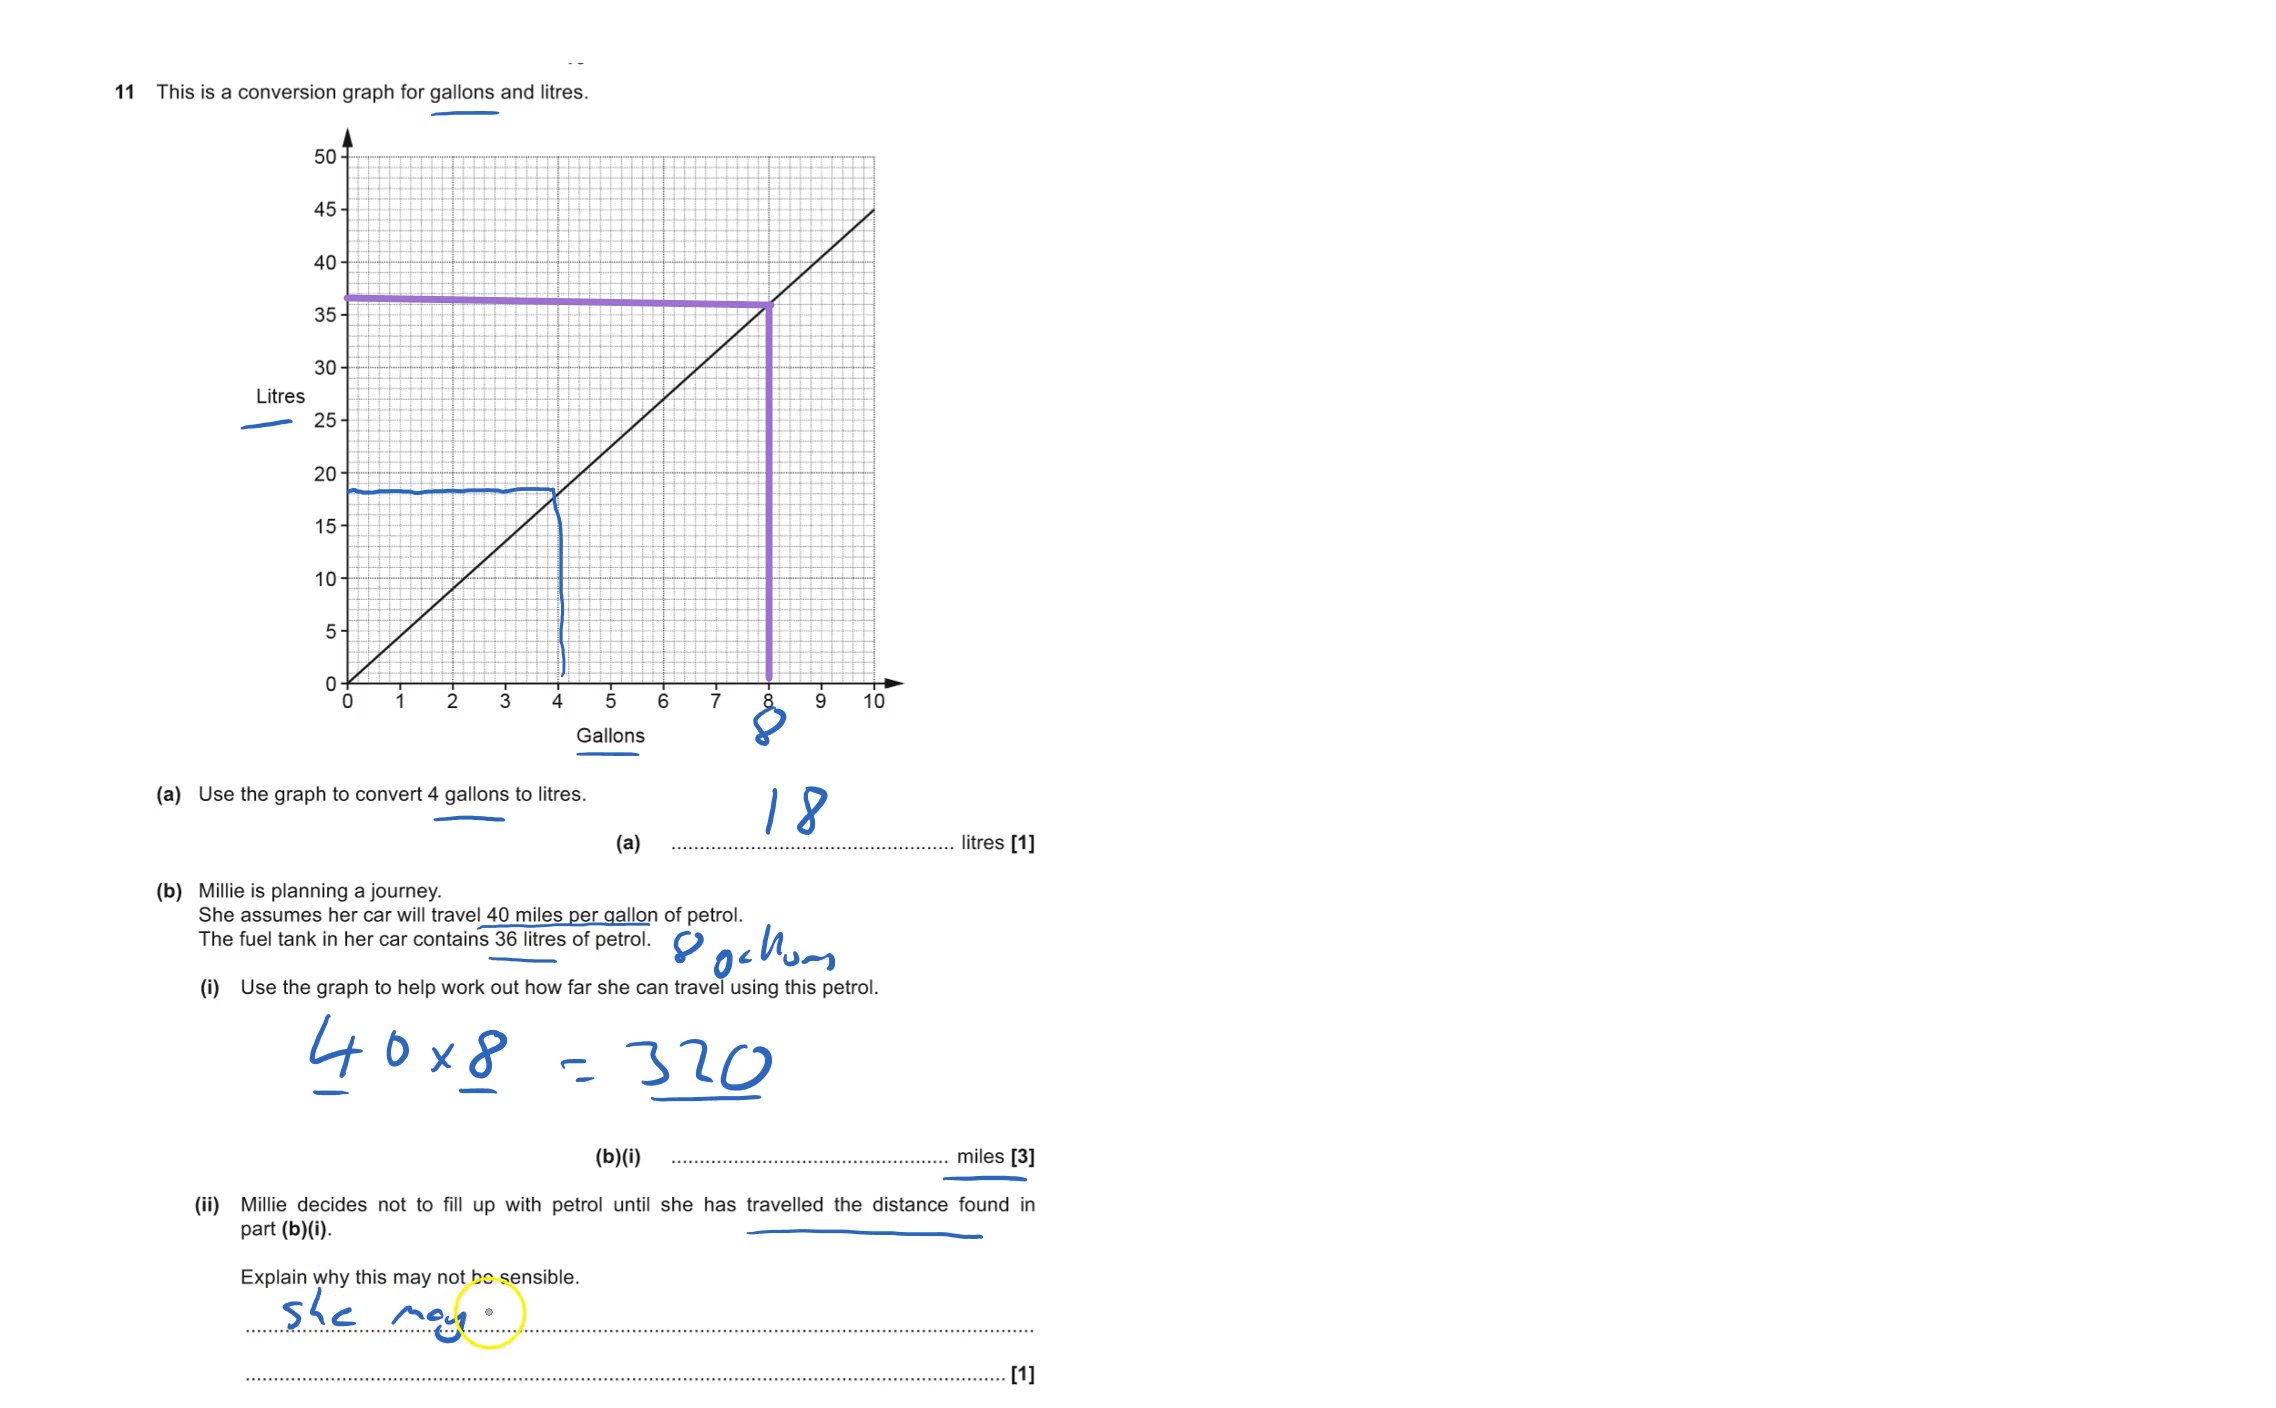 11 This is a conversion graph for gallons and litres.
50
45
40
35
30
Litres
25
20
15
10
5
0
0 1 2 3 4 5 6 7 8 9 10
8
Gallons
(a) Use the graph to convert 4 gallons to litres.
18
(a) .................................................. litres [1]
(b) Millie is planning a journey.
She assumes her car will travel 40 miles per gallon of petrol.
The fuel tank in her car contains 36 litres of petrol. 8 gallons
(i) Use the graph to help work out how far she can travel using this petrol.
40 x 8 = 320
(b)(i) ................................................. miles [3]
(ii) Millie decides not to fill up with petrol until she has travelled the distance found in
part (b)(i).
Explain why this may not be sensible.
she may
[1]